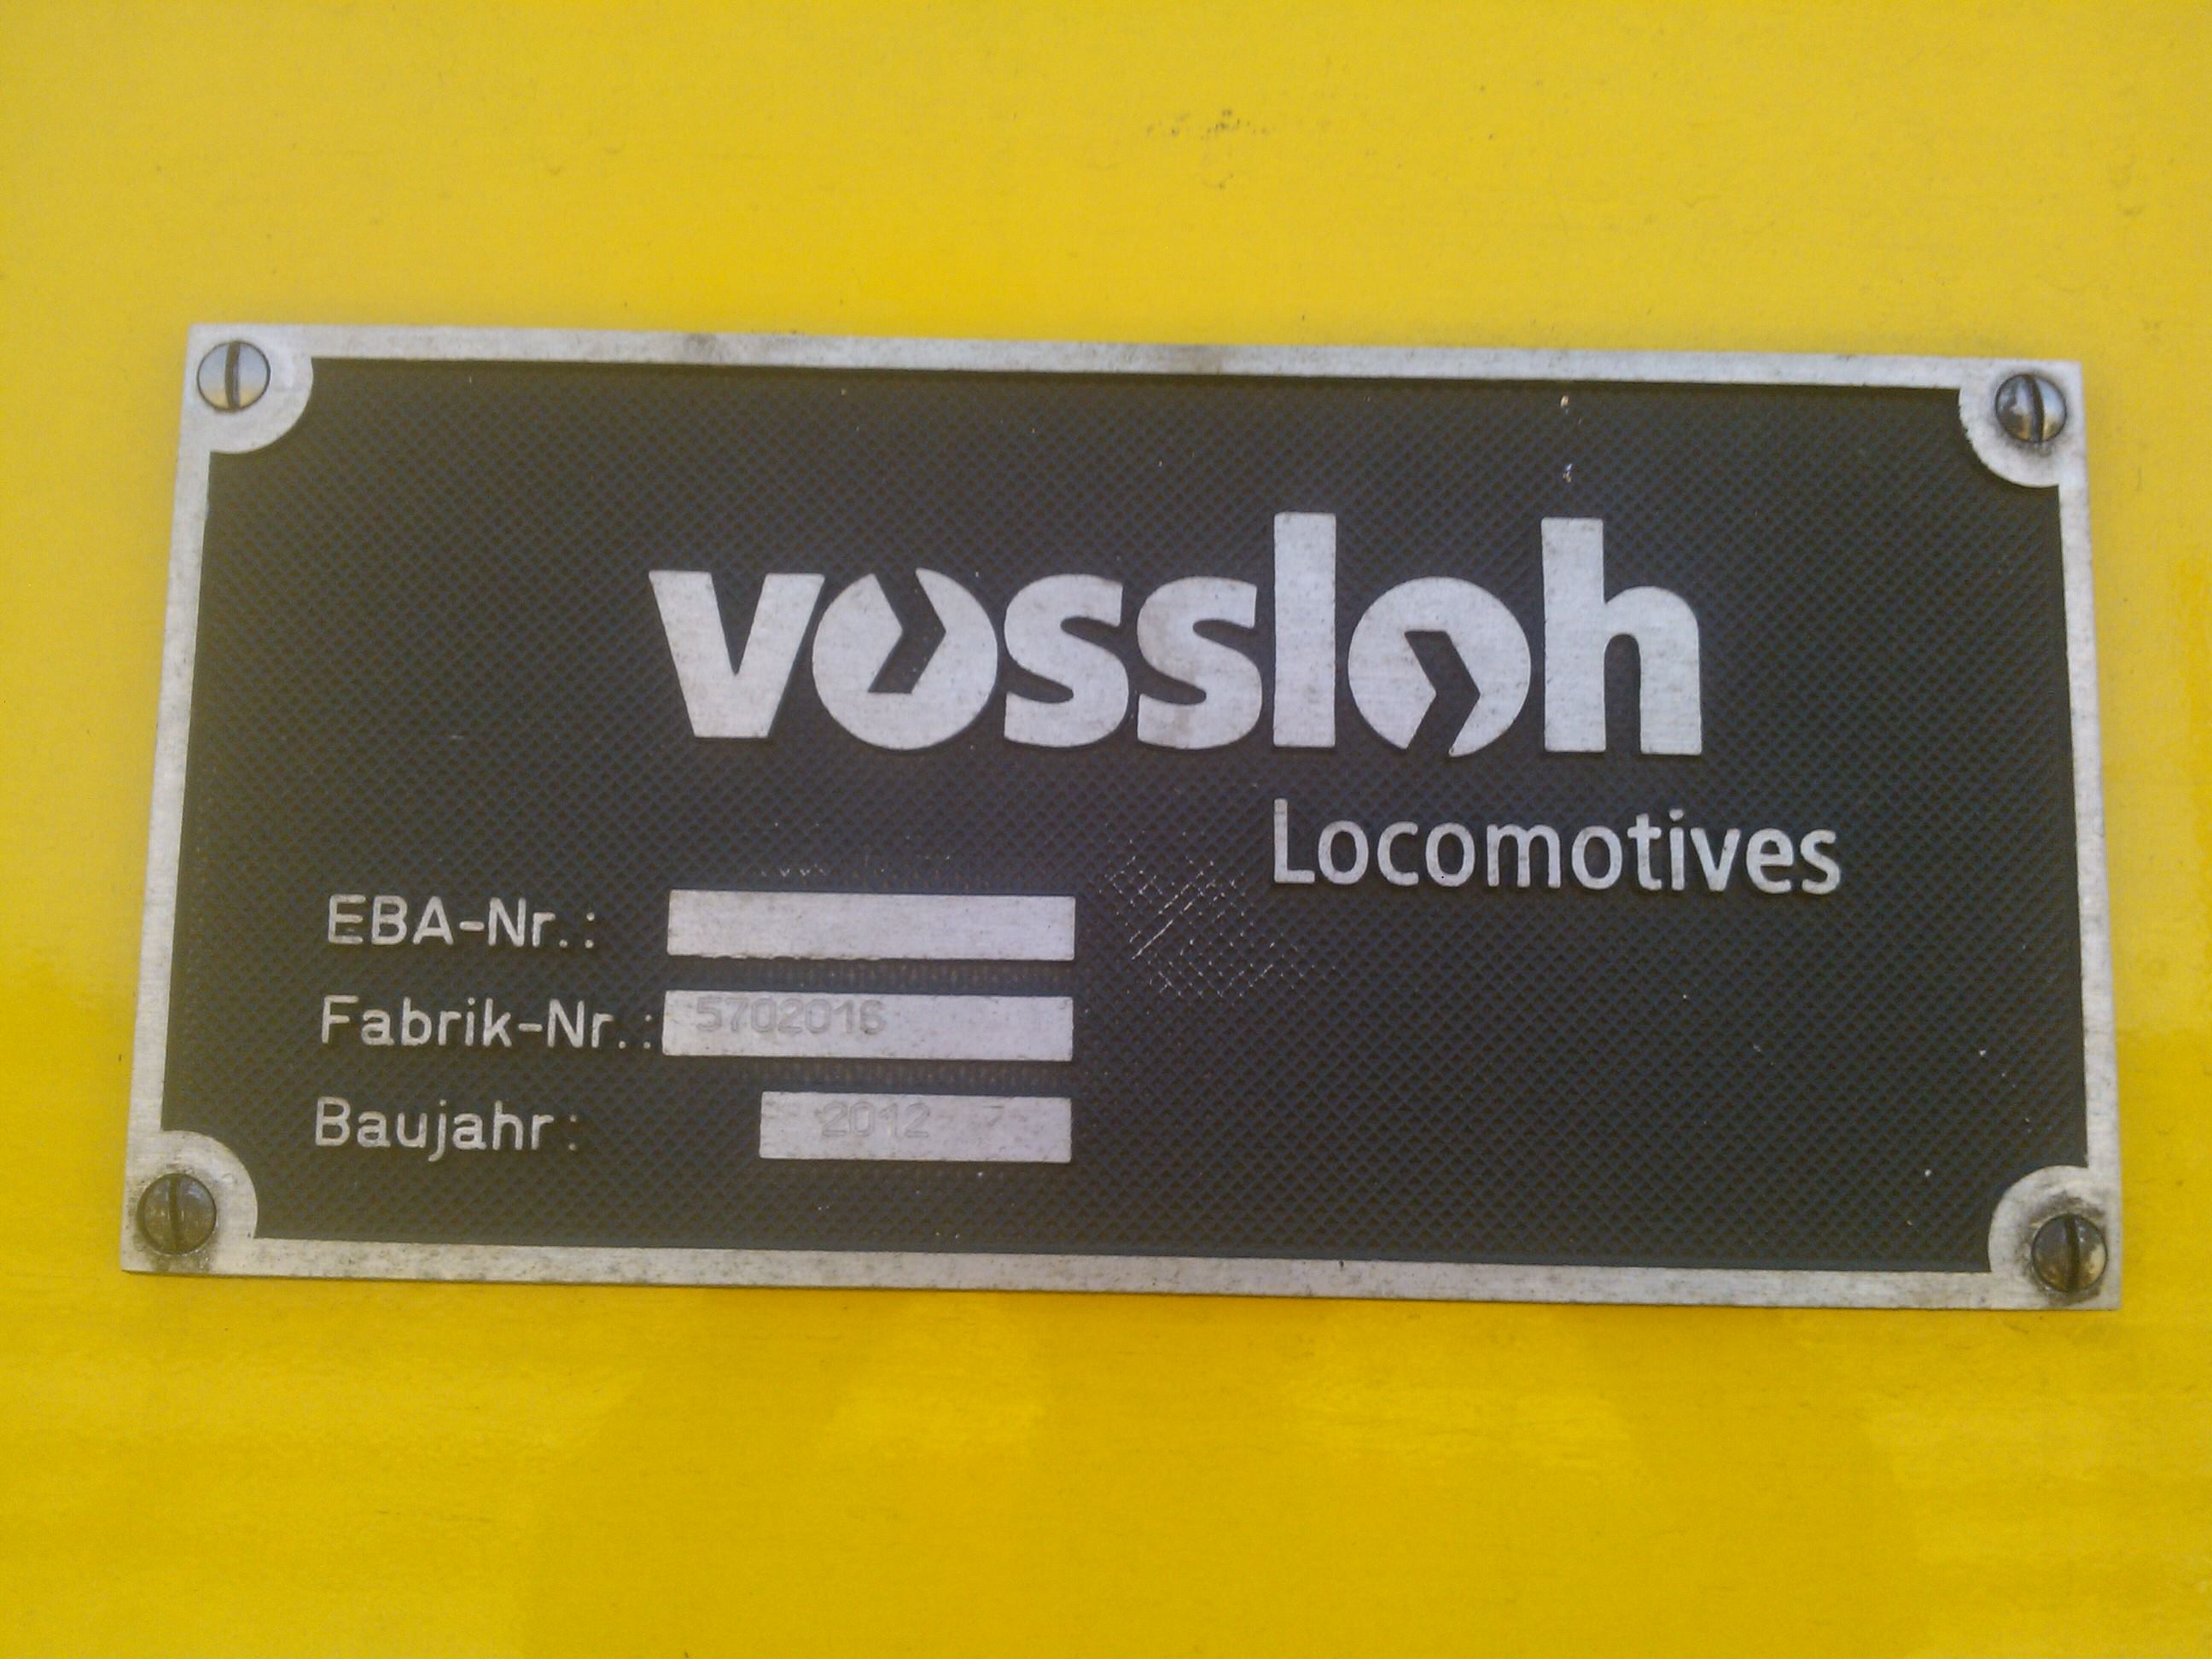 vossloh
Locomotives
EBA-Nr.:
Fabrik-Nr.: 5702016
Baujahr: 2012